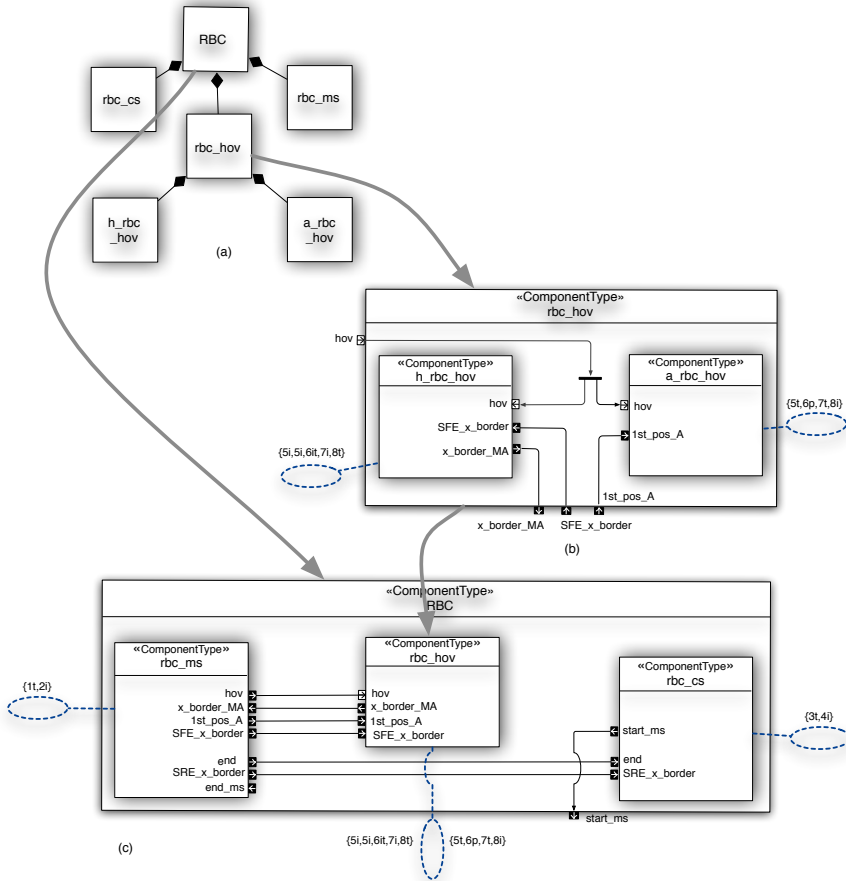 RBC
rbc_cs
rbc_ms
rbc_hov
h_rbc
_hov
a_rbc
_hov
(a)
«ComponentType»
rbc_hov
hov
«ComponentType»
h_rbc_hov
hov
SFE_x_border
x_border_MA
«ComponentType»
a_rbc_hov
hov
1st_pos_A
{5t,6p,7t,8i}
{5i,5i,6it,7i,8t}
1st_pos_A
x_border_MA
SFE_x_border
(b)
«ComponentType»
RBC
«ComponentType»
rbc_ms
hov
x_border_MA
1st_pos_A
SFE_x_border
end
SRE_x_border
end_ms
{1t,2i}
«ComponentType»
rbc_hov
hov
x_border_MA
1st_pos_A
SFE_x_border
«ComponentType»
rbc_cs
start_ms
end
SRE_x_border
{3t,4i}
start_ms
{5i,5i,6it,7i,8t}
{5t,6p,7t,8i}
(c)